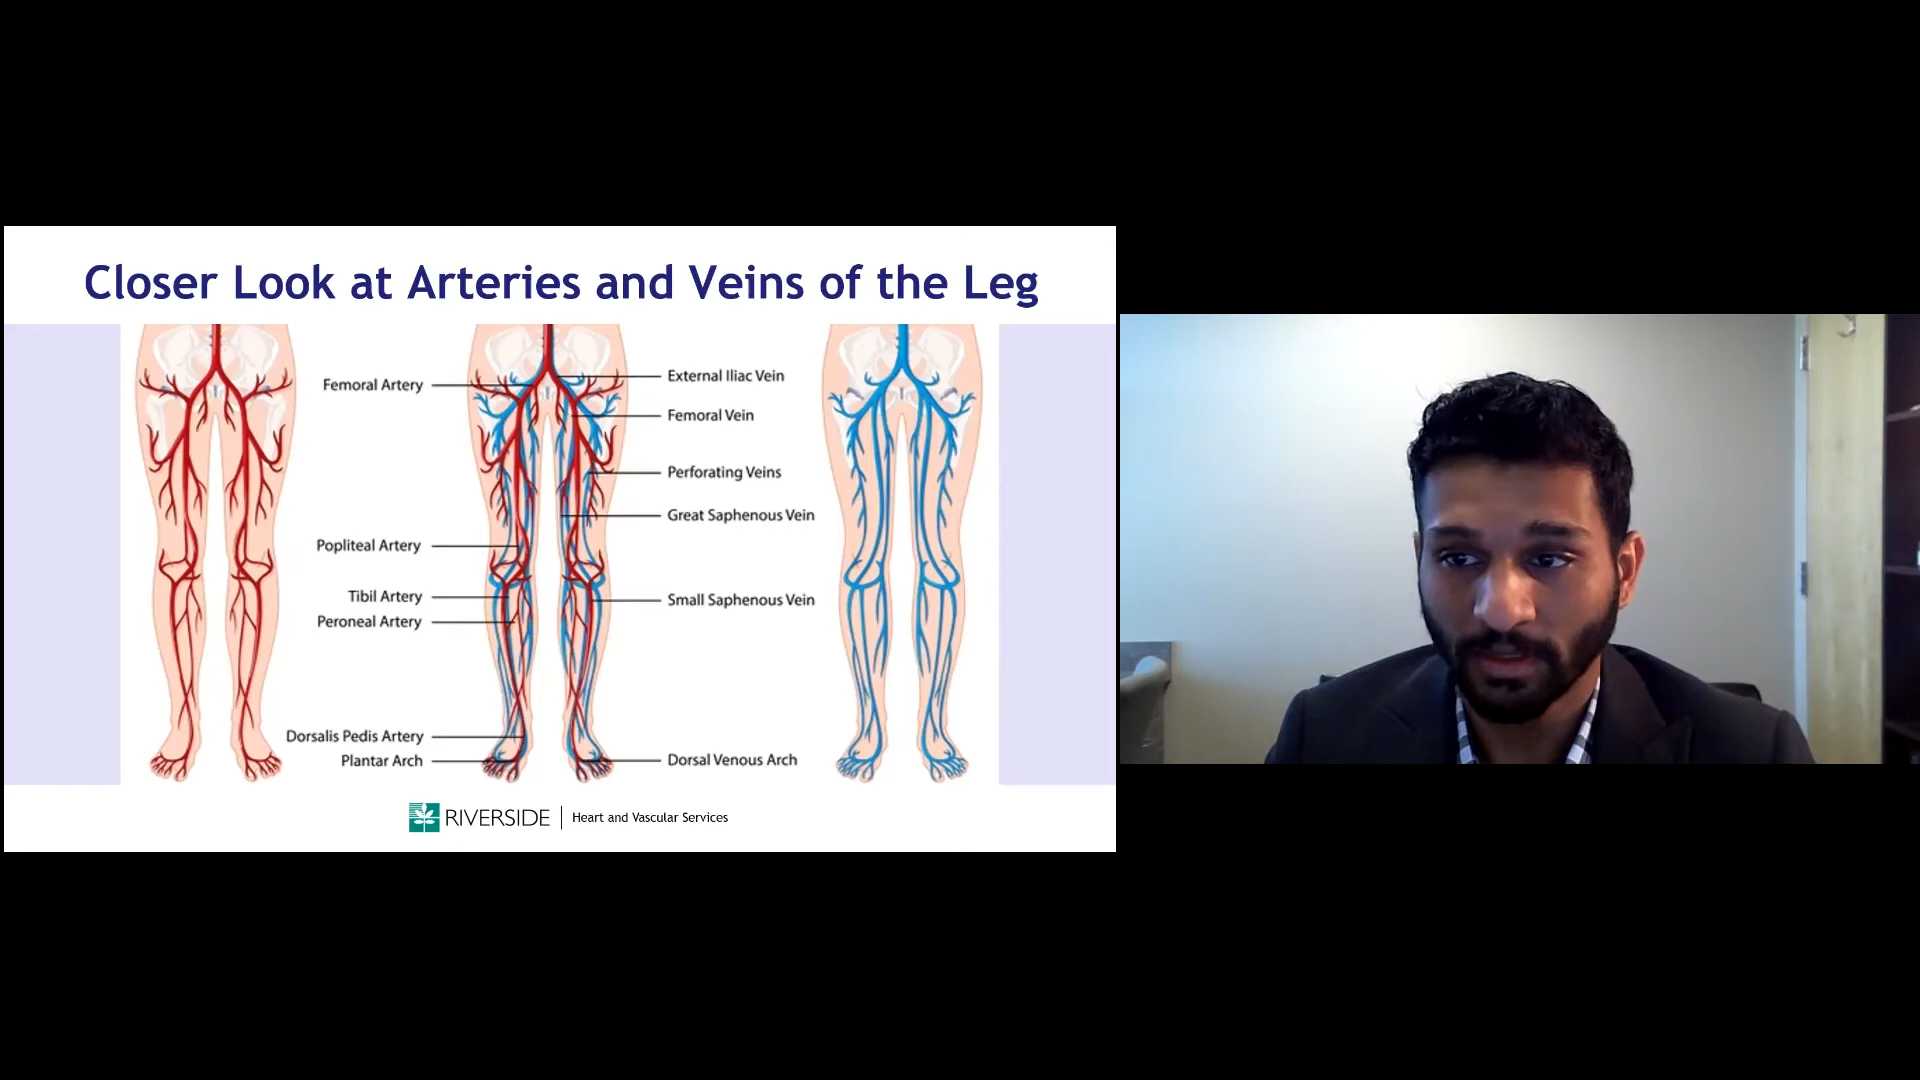 Closer Look at Arteries and Veins of the Leg
Femoral Artery
Popliteal Artery
Tibil Artery
Peroneal Artery
Dorsalis Pedis Artery
Plantar Arch
External Iliac Vein
Femoral Vein
Perforating Veins
Great Saphenous Vein
Small Saphenous Vein
Dorsal Venous Arch
RIVERSIDE | Heart and Vascular Services